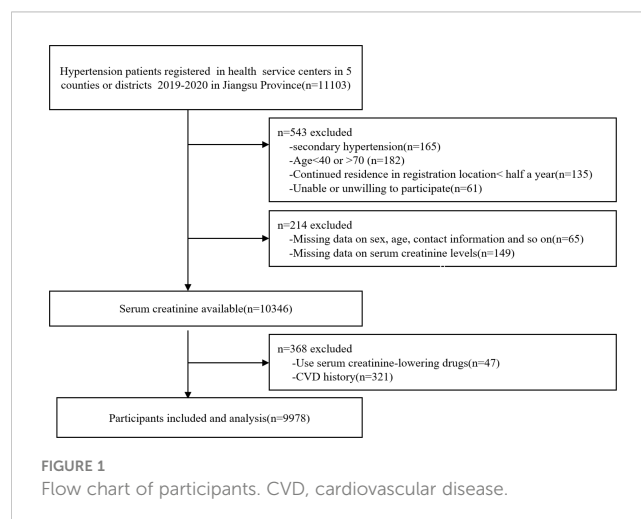 Hypertension patients registered in health service centers in 5
counties or districts 2019-2020 in Jiangsu Province(n=11103)
n=543 excluded
-secondary hypertension(n=165)
-Age<40 or >70 (n=182)
-Continued residence in registration location< half a year(n=135)
-Unable or unwilling to participate(n=61)
n=214 excluded
-Missing data on sex, age, contact information and so on(n=65)
-Missing data on serum creatinine levels(n=149)
Serum creatinine available(n=10346)
n=368 excluded
-Use serum creatinine-lowering drugs(n=47)
-CVD history(n=321)
Participants included and analysis(n=9978)
FIGURE 1
Flow chart of participants. CVD, cardiovascular disease.